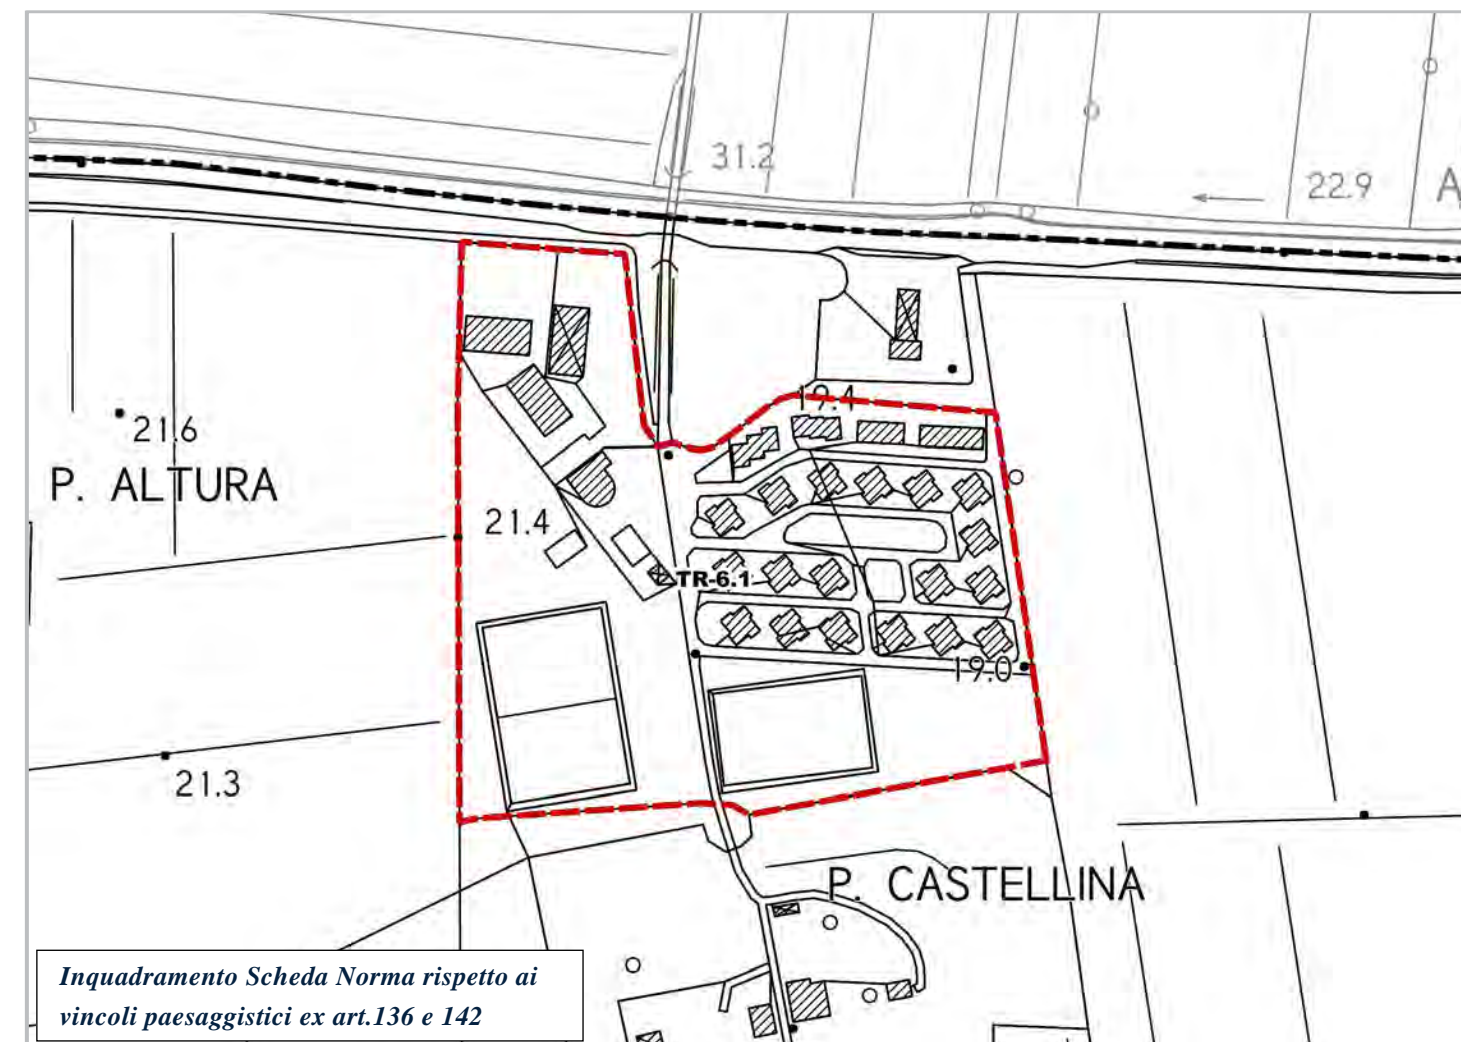 31.2
22.9
A
19.4
21.6
P. ALTURA
21.4
TR-6.1
19.0
21.3
P. CASTELLINA
Inquadramento Scheda Norma rispetto ai
vincoli paesaggistici ex art.136 e 142